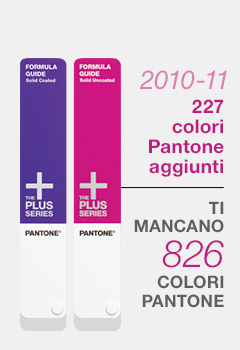 FORMULA
GUIDE
Solid Coated
THE
PLUS
SERIES
PANTONE®
FORMULA
GUIDE
Solid Uncoated
THE
PLUS
SERIES
PANTONE®
2010-11
227
colori
Pantone
aggiunti
TI
MANCANO
826
COLORI
PANTONE